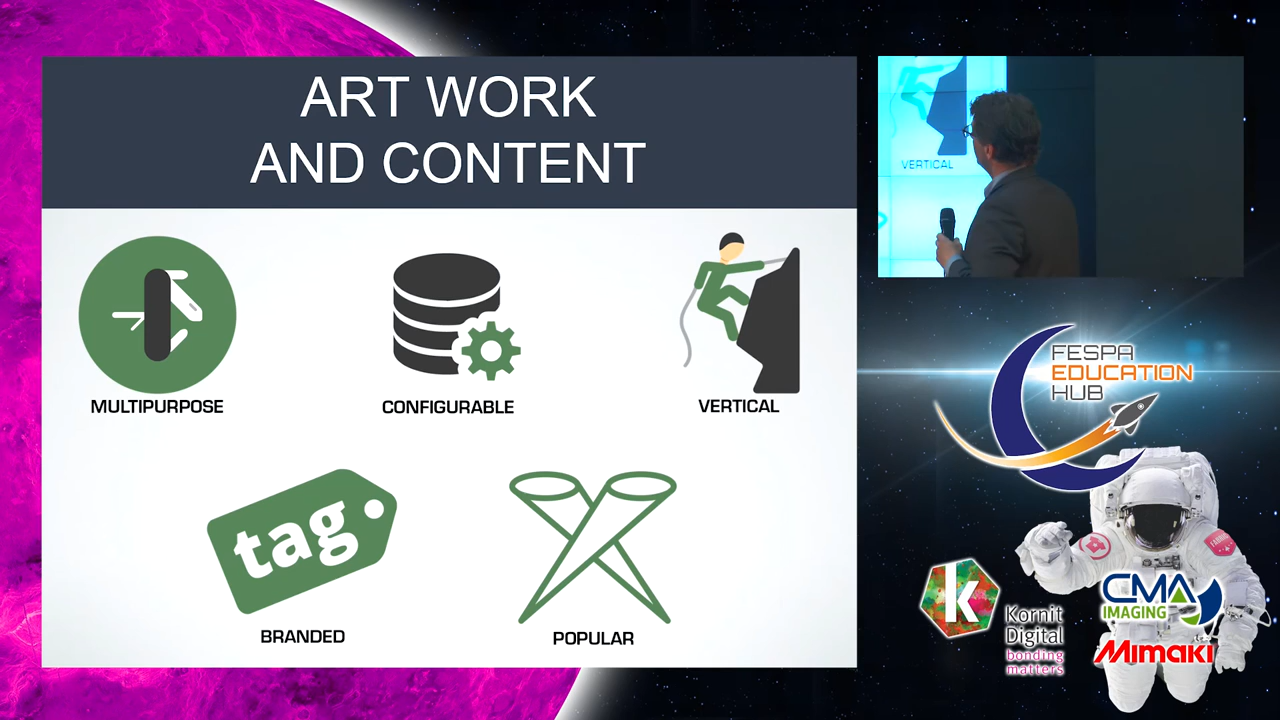 ART WORK
AND CONTENT
MULTIPURPOSE
CONFIGURABLE
VERTICAL
tag
BRANDED
POPULAR
VERTICAL
FESPA
EDUCATION
HUB
k
Kornit
Digital
bonding
matters
CMA
IMAGING
Mimaki